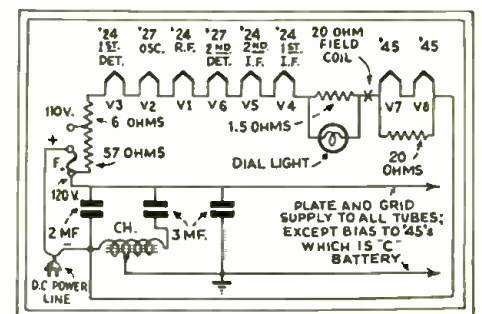 '24
1ST.
DET.
'27
OSC.
'24
R.F.
'27
2ND
DET.
'24
2ND
I.F.
'24
1ST.
I.F.
20 OHM
FIELD
COIL
'45
'45
V3
V2
V1
V6
V5
V4
V7
V8
110V.
6 OHMS
1.5 OHMS
+
F.
57 OHMS
DIAL LIGHT
20
OHMS
120 V.
2 MF
CH.
3 MF.
PLATE AND GRID
SUPPLY TO ALL TUBES;
EXCEPT BIAS TO '45's
WHICH IS "C"
BATTERY
-
D.C POWER
LINE